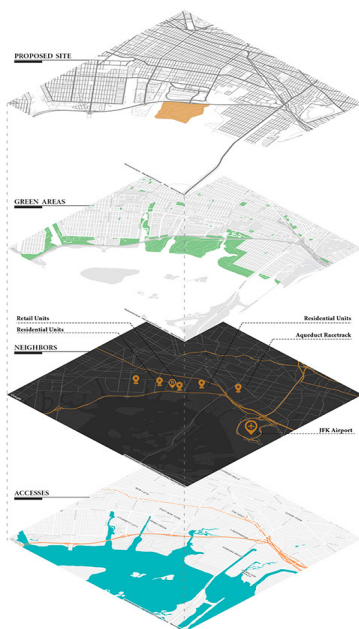 PROPOSED SITE
GREEN AREAS
Retail Units
Residential Units
Residential Units
Aqueduct Racetrack
NEIGHBORS
JFK Airport
ACCESSES